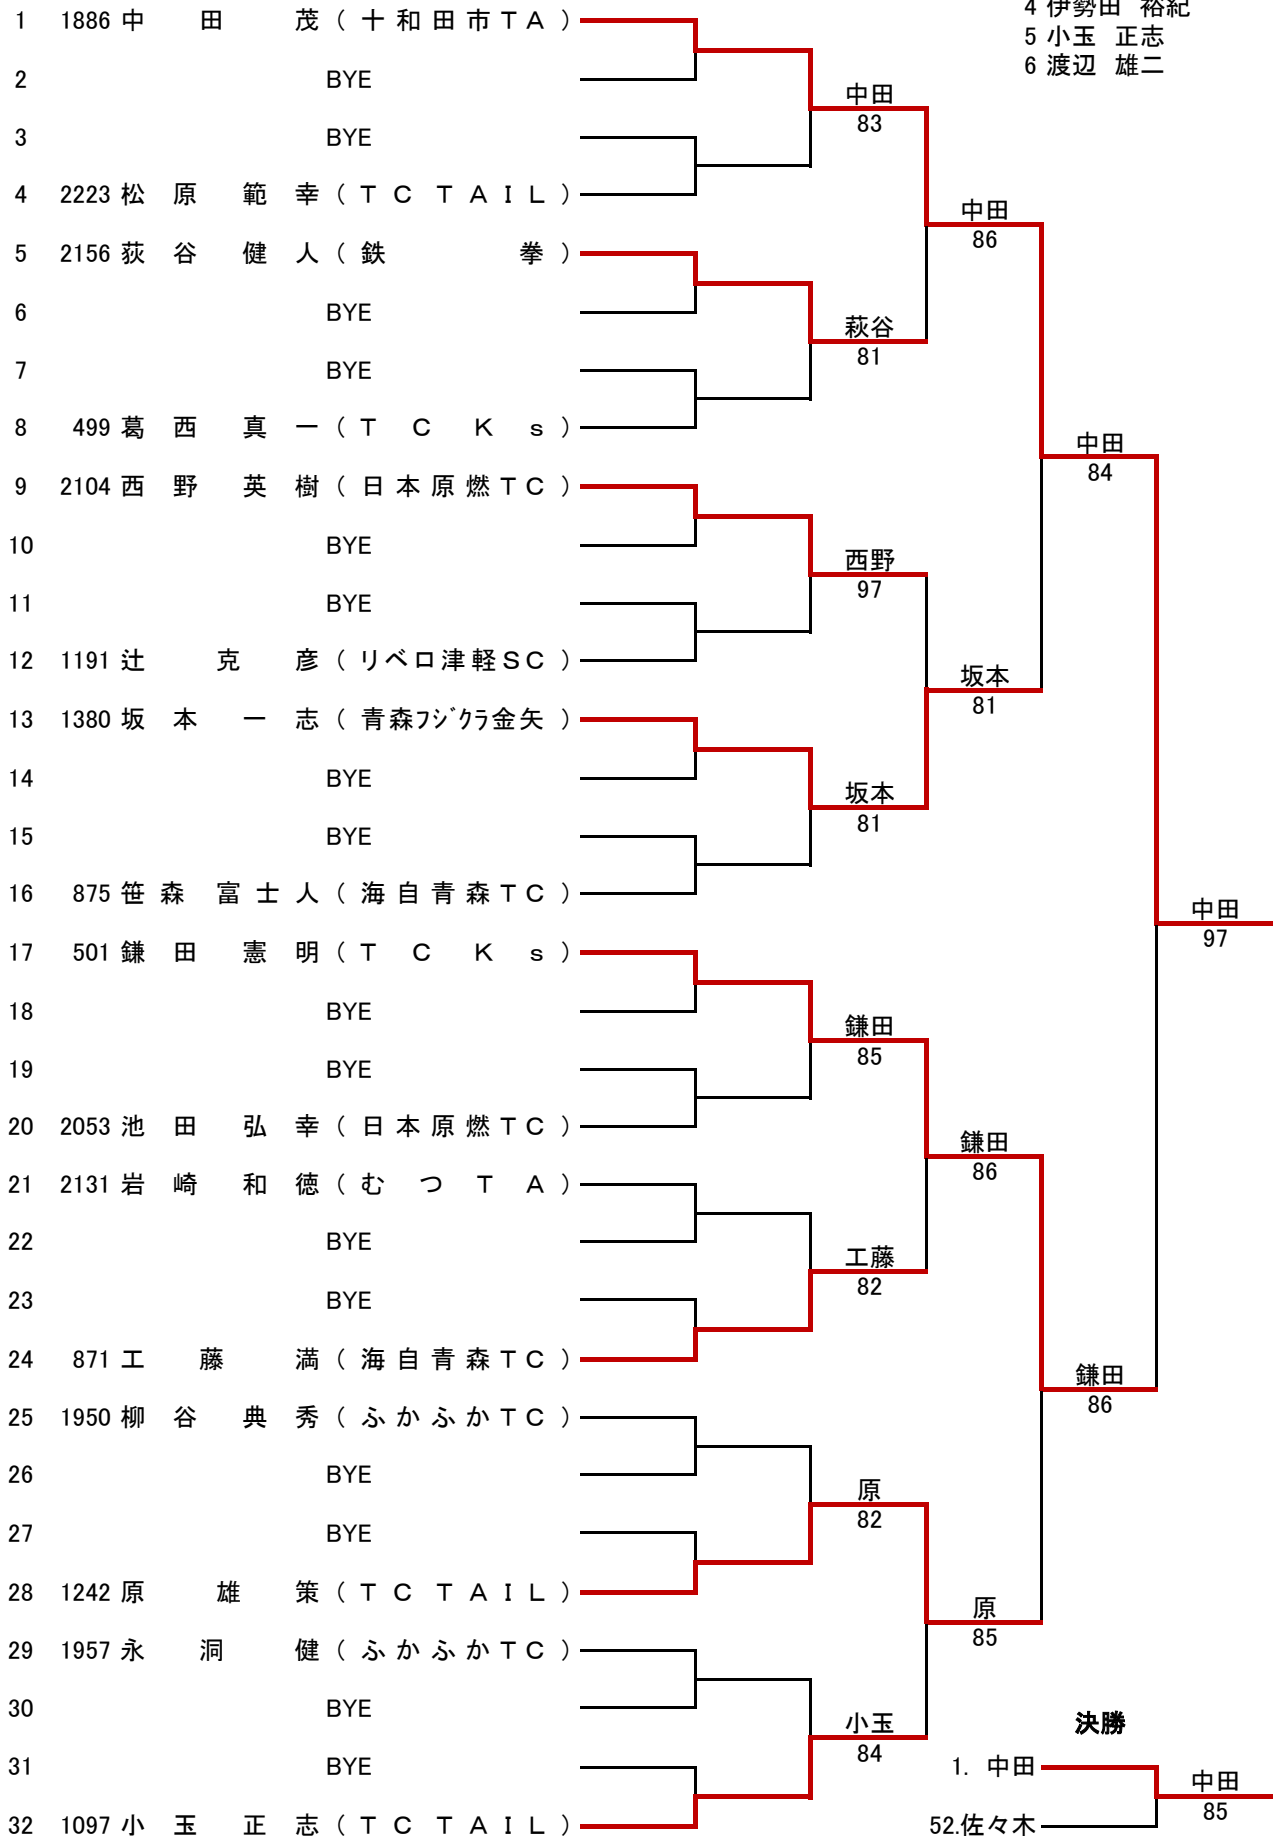 4 伊勢田 裕紀
5 小玉 正志
6 渡辺 雄二
1 1886 中田 茂 (十和田市TA)
2 BYE
3 BYE
4 2223 松原 範幸 (TC TAIL)
5 2156 荻谷 健人 (鉄拳)
6 BYE
7 BYE
8 499 葛西 真一 (TC Ks)
9 2104 西野 英樹 (日本原燃TC)
10 BYE
11 BYE
12 1191 辻 克彦 (リベロ津軽SC)
13 1380 坂本 一志 (青森フジクラ金矢)
14 BYE
15 BYE
16 875 笹森 富士人 (海自青森TC)
17 501 鎌田 憲明 (TC Ks)
18 BYE
19 BYE
20 2053 池田 弘幸 (日本原燃TC)
21 2131 岩崎 和徳 (むつTA)
22 BYE
23 BYE
24 871 工藤 満 (海自青森TC)
25 1950 柳谷 典秀 (ふかふかTC)
26 BYE
27 BYE
28 1242 原 雄策 (TC TAIL)
29 1957 永洞 健 (ふかふかTC)
30 BYE
31 BYE
32 1097 小玉 正志 (TC TAIL)
中田
83
萩谷
81
西野
97
坂本
81
鎌田
85
工藤
82
原
82
小玉
84
中田
86
坂本
81
鎌田
86
原
85
中田
84
鎌田
86
中田
97
決勝
1. 中田
52.佐々木
中田
85